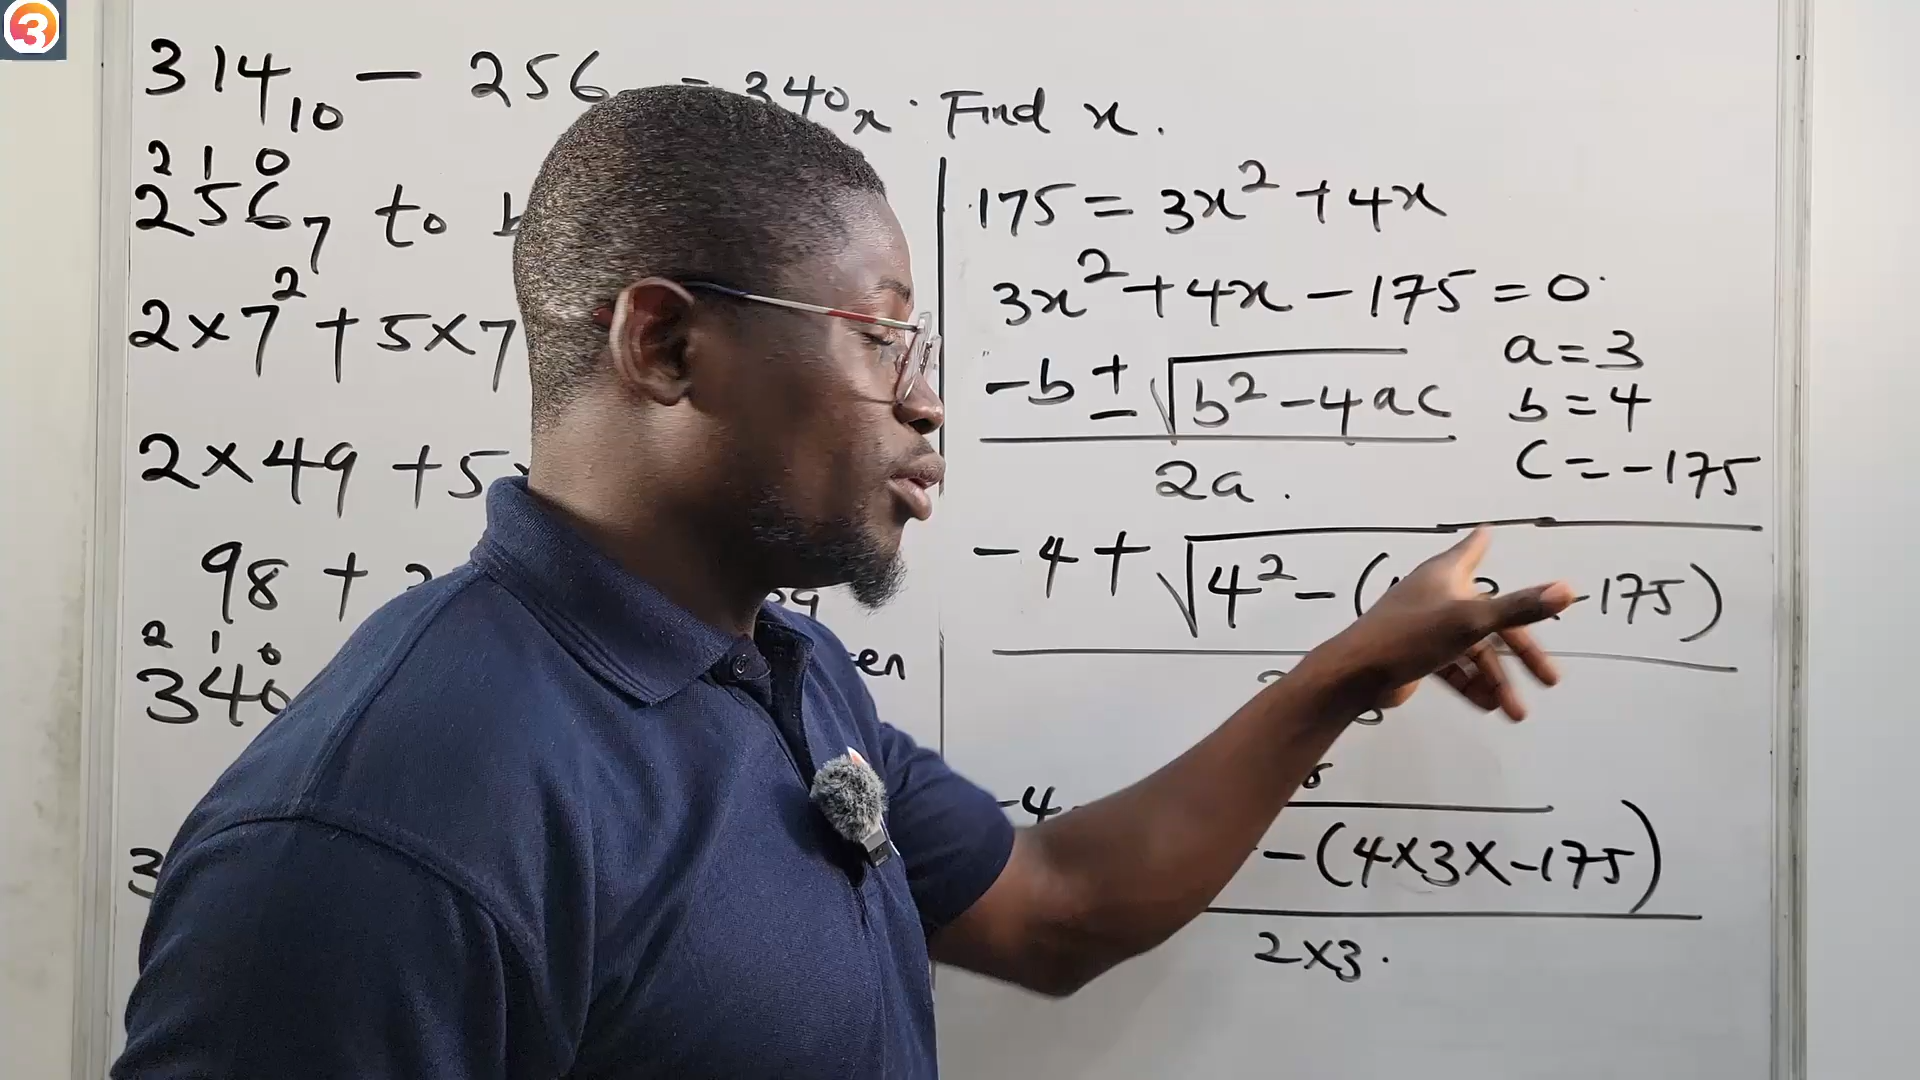 3
314₁₀ - 256 = 340ₓ. Find x.
2 1 0
256₇ to
2×7² + 5×7
2×49 + 5
98 +
2 1 0
340
3
175 = 3x² + 4x
3x² + 4x - 175 = 0
-b ± √b² - 4ac
2a.
a = 3
b = 4
c = -175
-4 + √4² - ( -175)
-4
- (4×3×-175)
2×3.